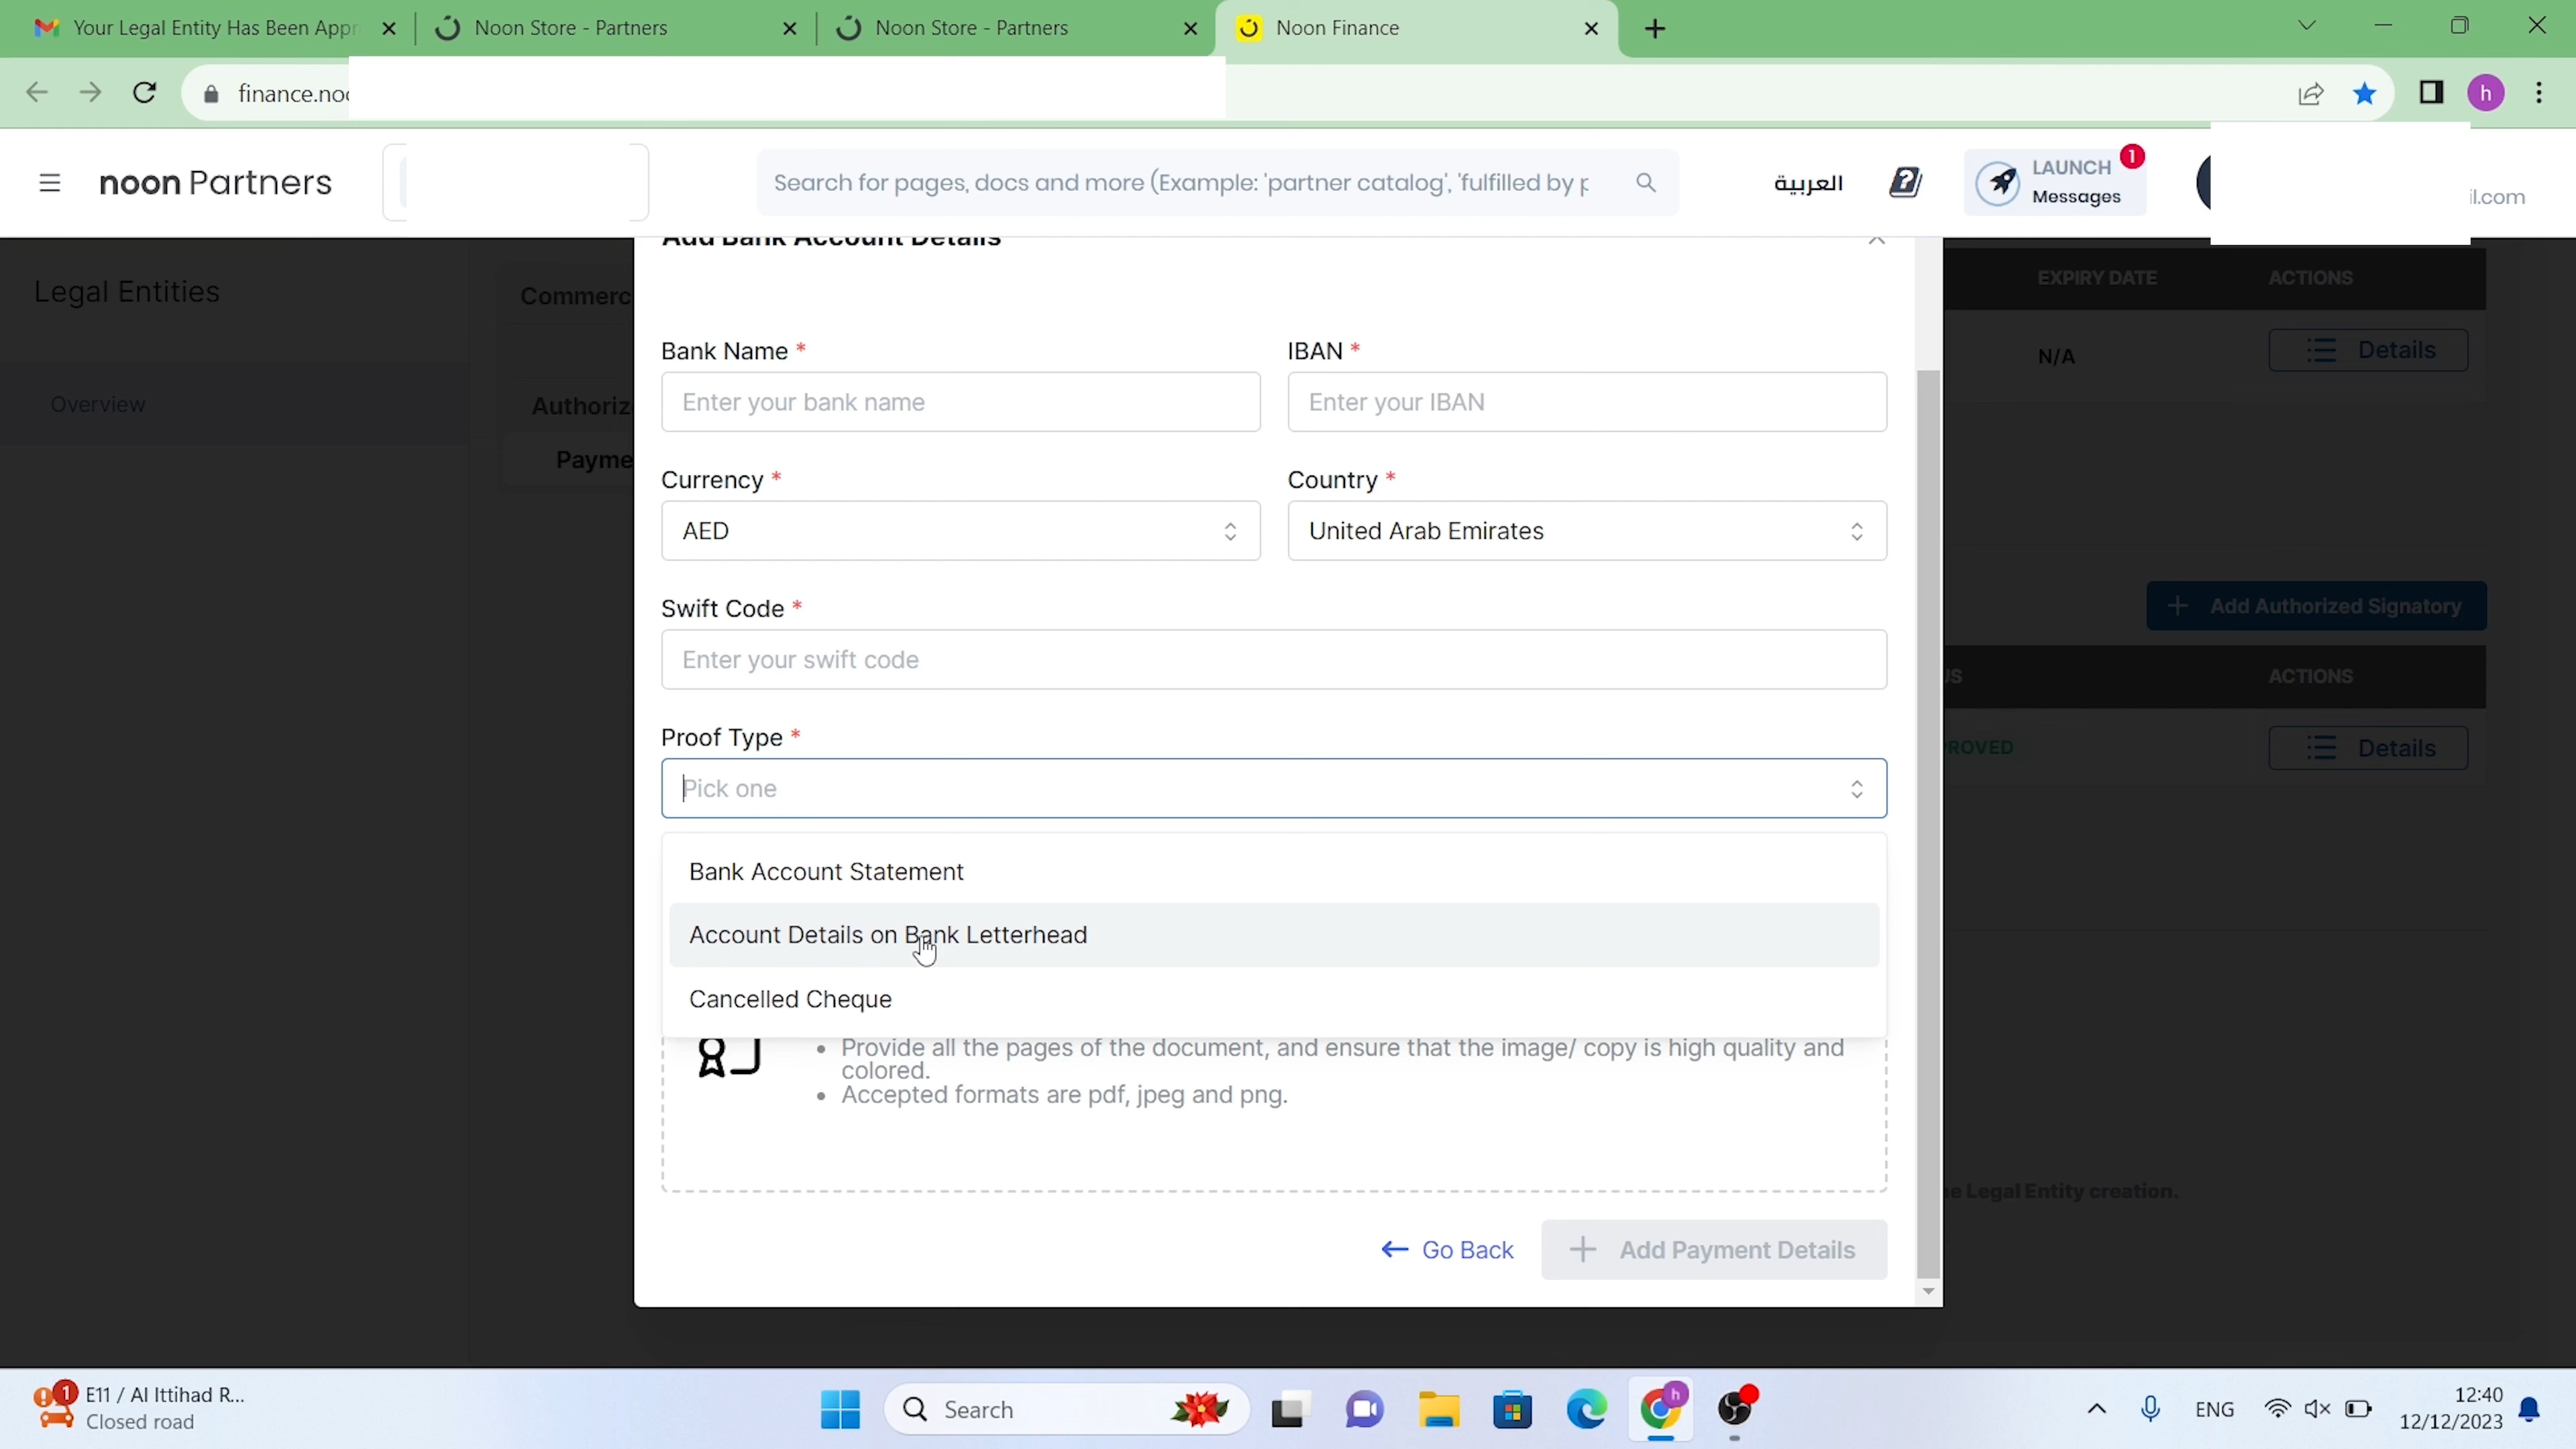 Your Legal Entity Has Been Appr
Noon Store - Partners
Noon Store - Partners
Noon Finance
finance.noc
h
noon Partners
Search for pages, docs and more (Example: 'partner catalog', 'fulfilled by p
العربية
?
LAUNCH
1
Messages
il.com
Add Bank Account Details
Legal Entities
Commerc
EXPIRY DATE
ACTIONS
Bank Name *
IBAN *
N/A
Details
Enter your bank name
Enter your IBAN
Overview
Authoriz
Payme
Currency *
Country *
AED
United Arab Emirates
Swift Code *
Add Authorized Signatory
Enter your swift code
US
ACTIONS
Proof Type *
ROVED
Details
Pick one
Bank Account Statement
Account Details on Bank Letterhead
Cancelled Cheque
• Provide all the pages of the document, and ensure that the image/ copy is high quality and
colored.
• Accepted formats are pdf, jpeg and png.
e Legal Entity creation.
Go Back
+ Add Payment Details
1
E11 / Al Ittihad R...
Closed road
Search
h
ENG
12:40
12/12/2023